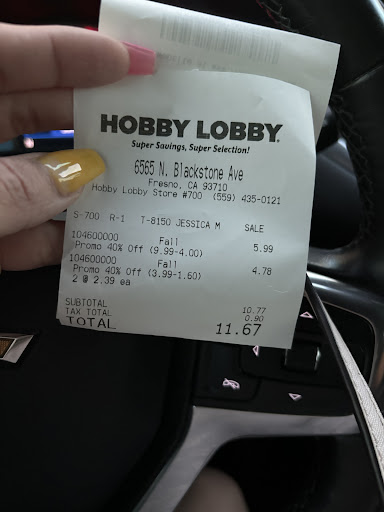 HOBBY LOBBY
Super Savings, Super Selection!
6565 N. Blackstone Ave
Fresno, CA 93710
Hobby Lobby Store #700 (559) 435-0121
S-700 R-1 T-8150 JESSICA M SALE
104600000 Fall
Promo 40% Off (9.99-4.00) 5.99
104600000 Fall
Promo 40% Off (3.99-1.60) 4.78
2 @ 2.39 ea
SUBTOTAL 10.77
TAX TOTAL 0.90
TOTAL 11.67